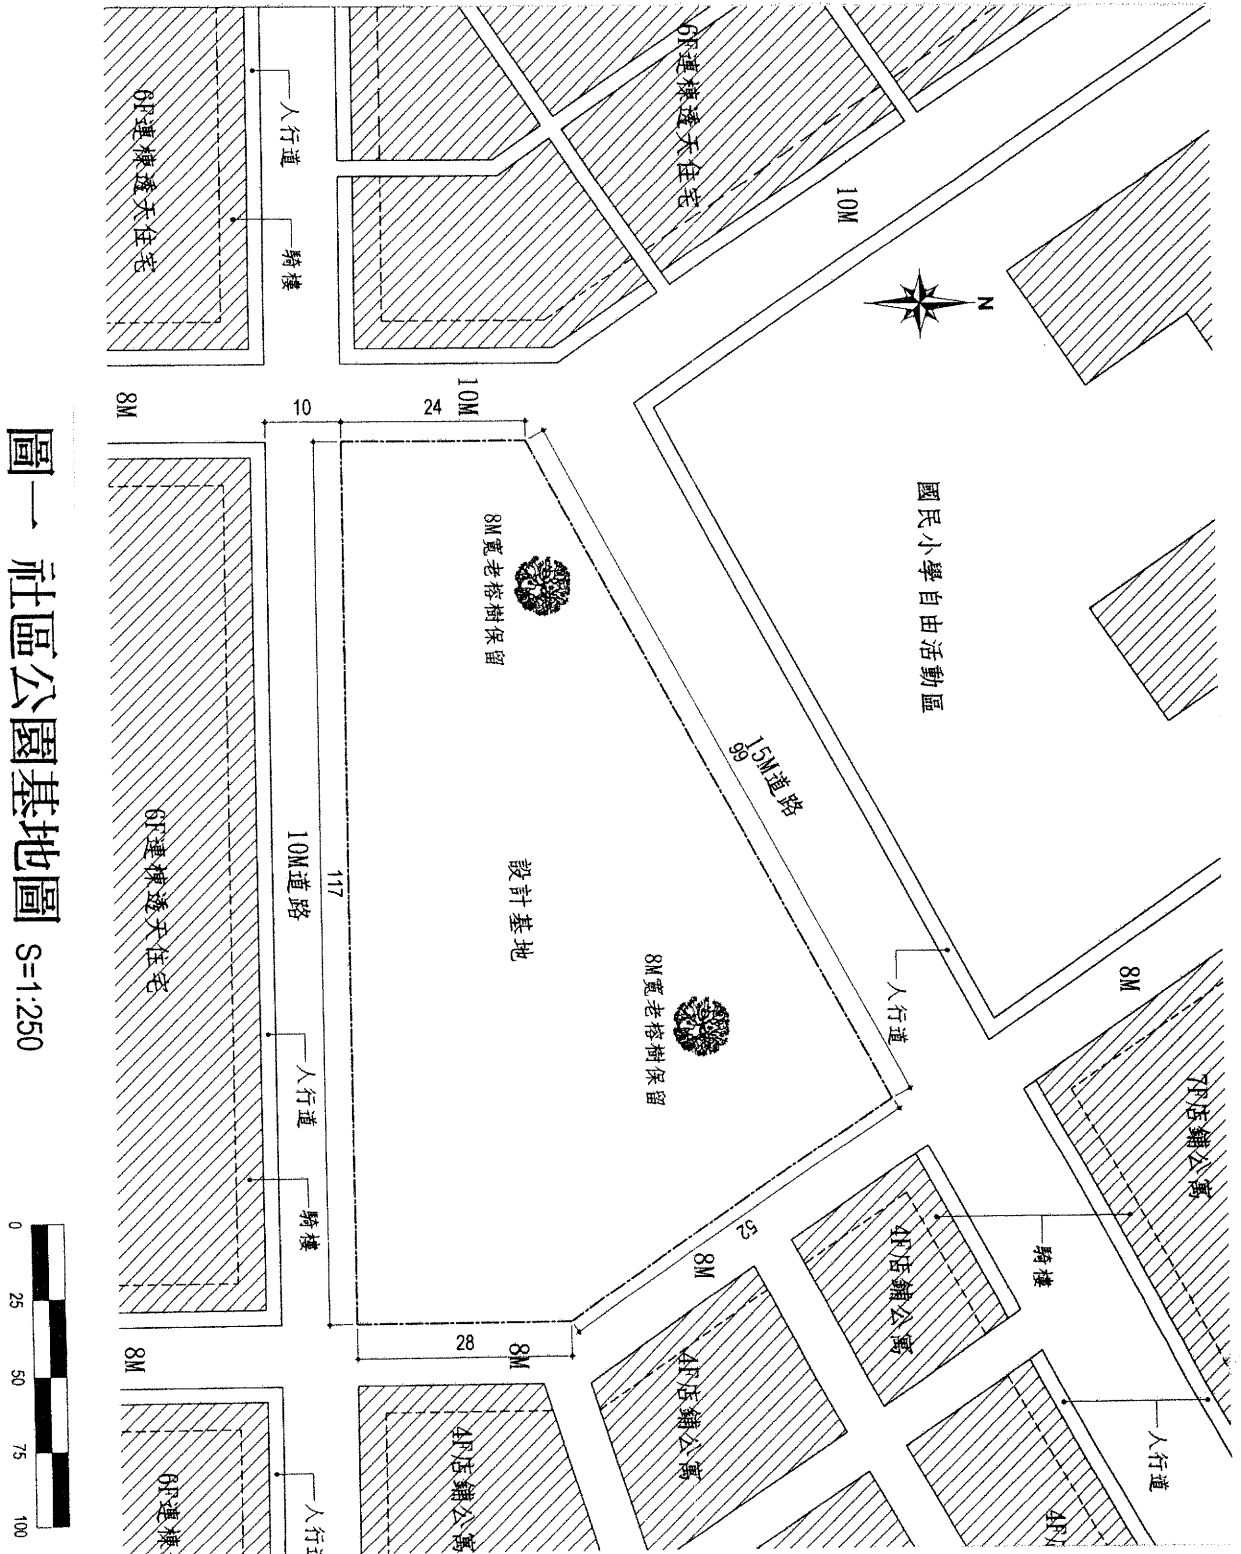 6F連棟透天住宅
人行道
騎樓
6F連棟透天住宅
10M
N
國民小學自由活動區
8M
10
24
10M
8M寬老榕樹保留
15M道路
99
設計基地
8M寬老榕樹保留
人行道
8M
7F店鋪公寓
6F連棟透天住宅
10M道路
117
人行道
騎樓
52
8M
4F店鋪公寓
騎樓
28
8M
4F店鋪公寓
人行道
8M
4F店鋪公寓
4F
6F連棟
人行道
圖一 社區公園基地圖 S=1:250
0 25 50 75 100